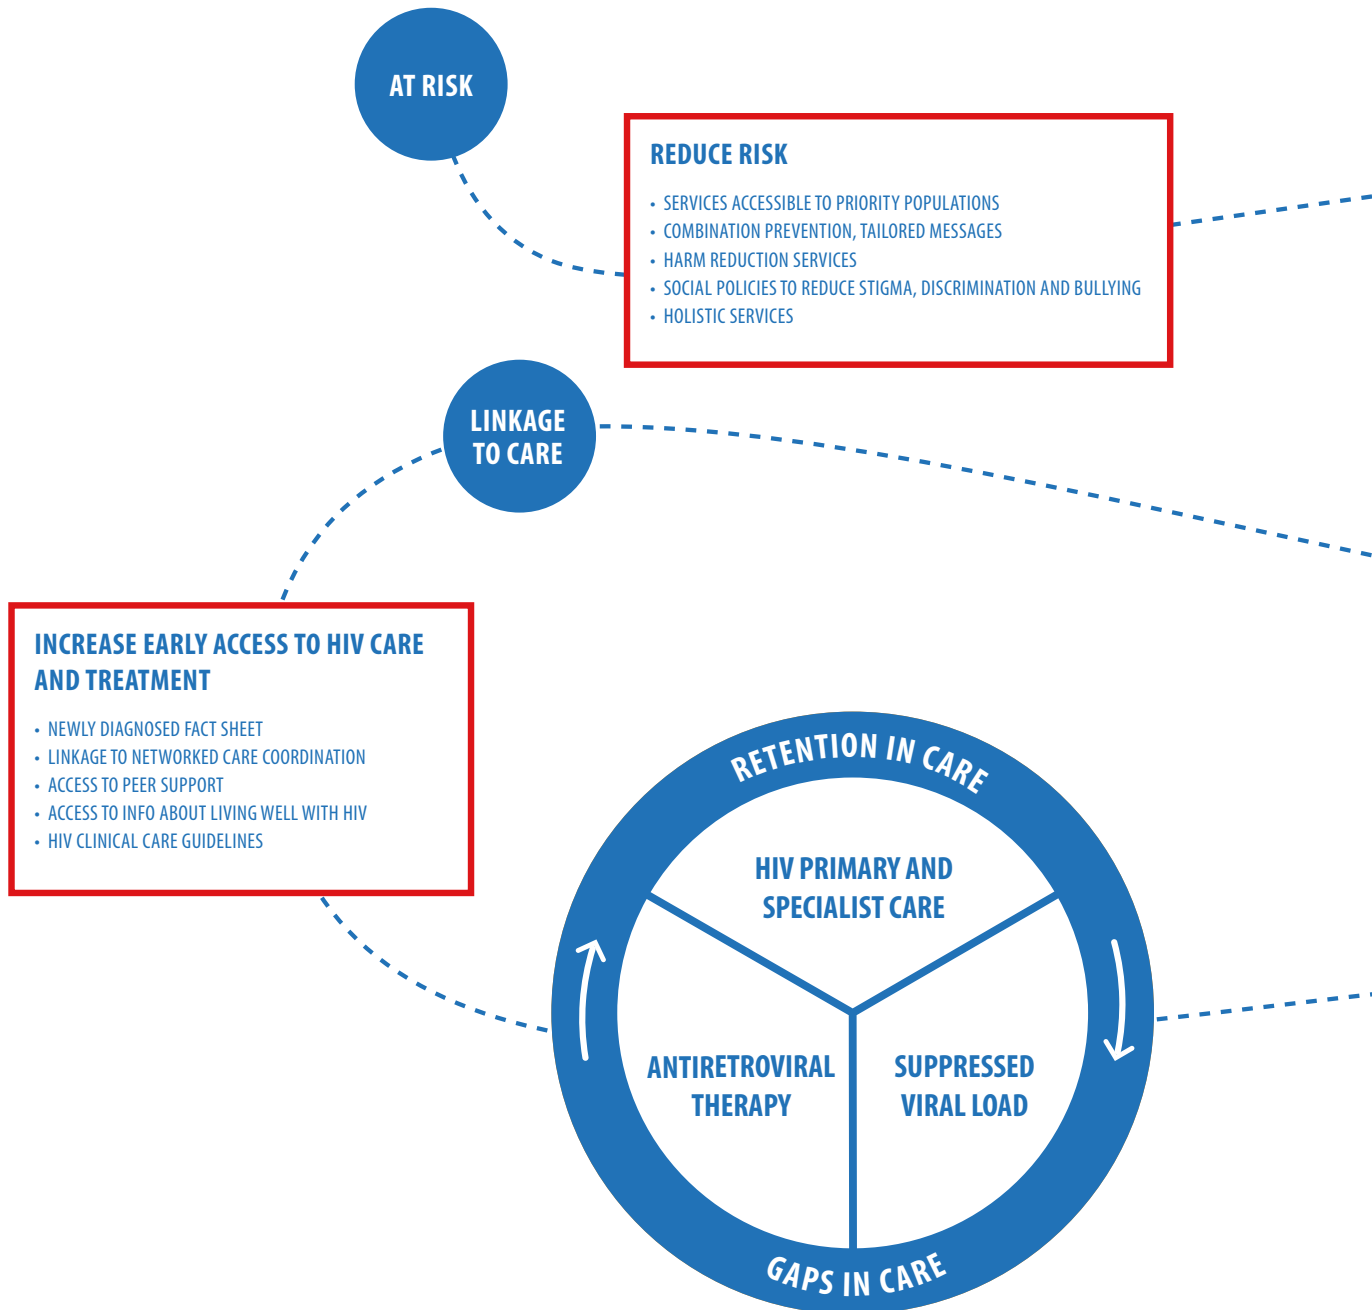 AT RISK
REDUCE RISK
• SERVICES ACCESSIBLE TO PRIORITY POPULATIONS
• COMBINATION PREVENTION, TAILORED MESSAGES
• HARM REDUCTION SERVICES
• SOCIAL POLICIES TO REDUCE STIGMA, DISCRIMINATION AND BULLYING
• HOLISTIC SERVICES
LINKAGE
TO CARE
INCREASE EARLY ACCESS TO HIV CARE
AND TREATMENT
• NEWLY DIAGNOSED FACT SHEET
• LINKAGE TO NETWORKED CARE COORDINATION
• ACCESS TO PEER SUPPORT
• ACCESS TO INFO ABOUT LIVING WELL WITH HIV
• HIV CLINICAL CARE GUIDELINES
RETENTION IN CARE
HIV PRIMARY AND
SPECIALIST CARE
ANTIRETROVIRAL
THERAPY
SUPPRESSED
VIRAL LOAD
GAPS IN CARE